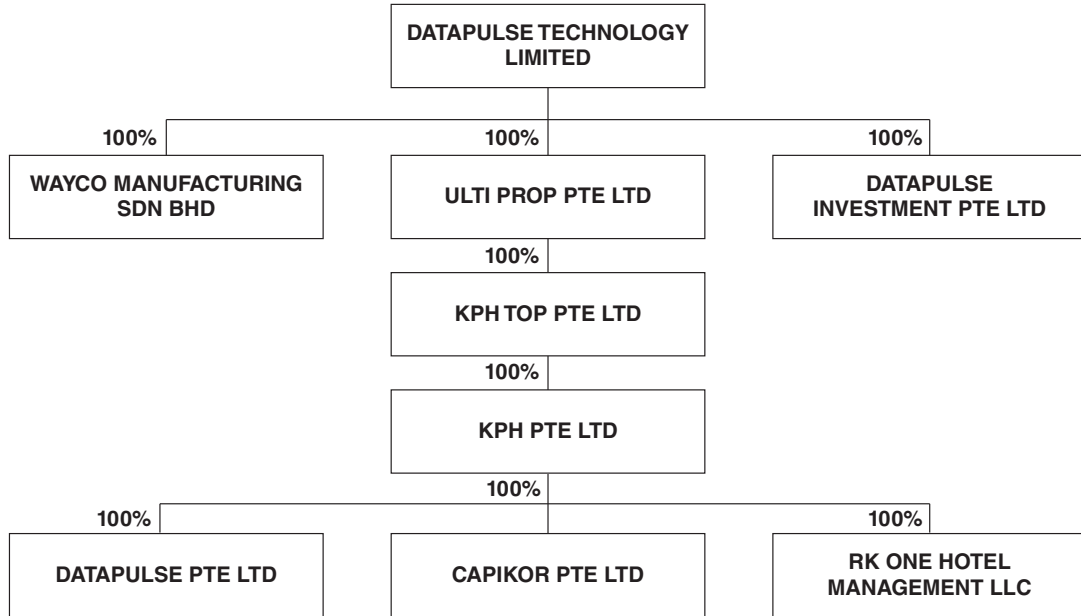 DATAPULSE TECHNOLOGY
LIMITED
100%
100%
100%
WAYCO MANUFACTURING
SDN BHD
ULTI PROP PTE LTD
DATAPULSE
INVESTMENT PTE LTD
100%
KPH TOP PTE LTD
100%
KPH PTE LTD
100%
100%
100%
DATAPULSE PTE LTD
CAPIKOR PTE LTD
RK ONE HOTEL
MANAGEMENT LLC